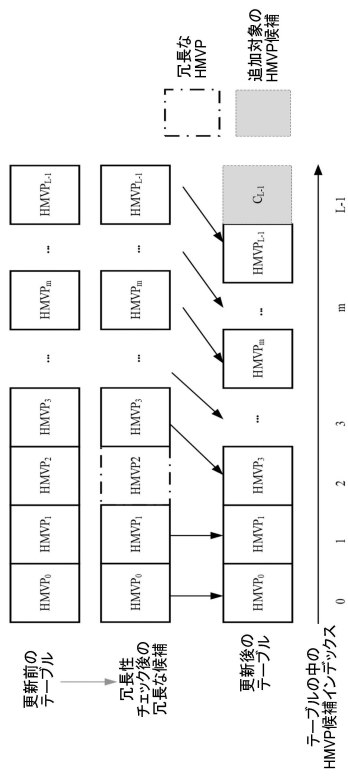 更新前の
テーブル
HMVP₀ HMVP₁ HMVP₂ HMVP₃ ... HMVPₘ ... HMVP_L-1
冗長性
チェック後の
冗長な候補
HMVP₀ HMVP₁ HMVP2 HMVP₃ ... HMVPₘ ... HMVP_L-1
更新後の
テーブル
HMVP₀ HMVP₁ HMVP₃ ... HMVPₘ ... HMVP_L-1 C_L-1
テーブルの中の
HMVP候補インデックス
0 1 2 3 m L-1
冗長な
HMVP
追加対象の
HMVP候補